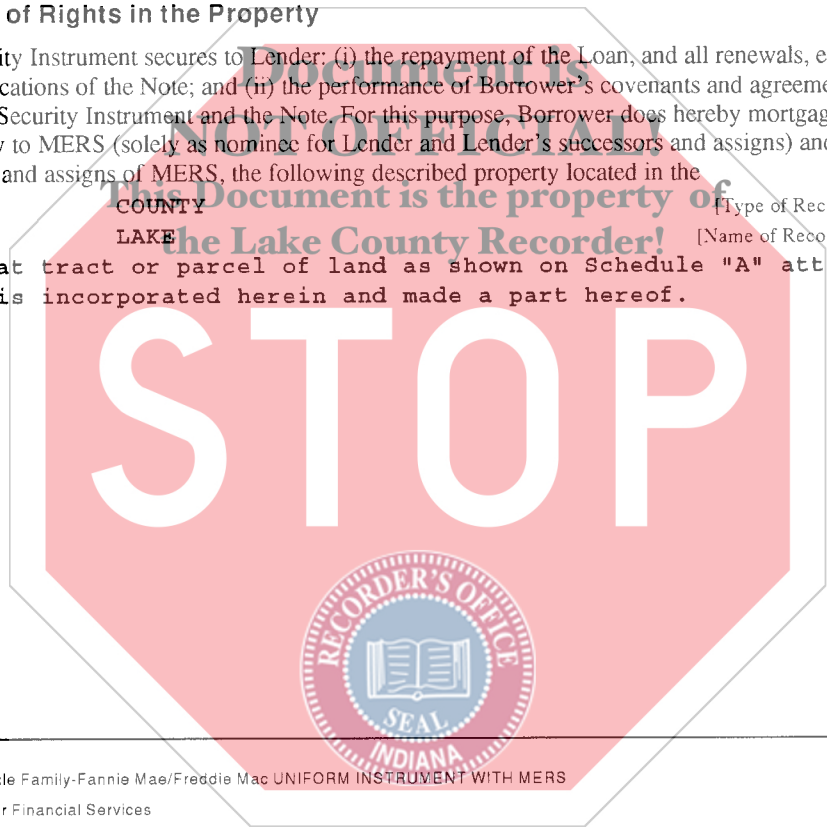 of Rights in the Property
ity Instrument secures to Lender: (i) the repayment of the Loan, and all renewals, e
cations of the Note; and (ii) the performance of Borrower's covenants and agreeme
Security Instrument and the Note. For this purpose, Borrower does hereby mortgag
y to MERS (solely as nominee for Lender and Lender's successors and assigns) and
and assigns of MERS, the following described property located in the
COUNTY [Type of Rec
LAKE [Name of Reco
at tract or parcel of land as shown on Schedule "A" att
is incorporated herein and made a part hereof.
Document is
NOT OFFICIAL!
This Document is the property of
the Lake County Recorder!
STOP
RECORDER'S OFFICE
SEAL
INDIANA
le Family-Fannie Mae/Freddie Mac UNIFORM INSTRUMENT WITH MERS
r Financial Services